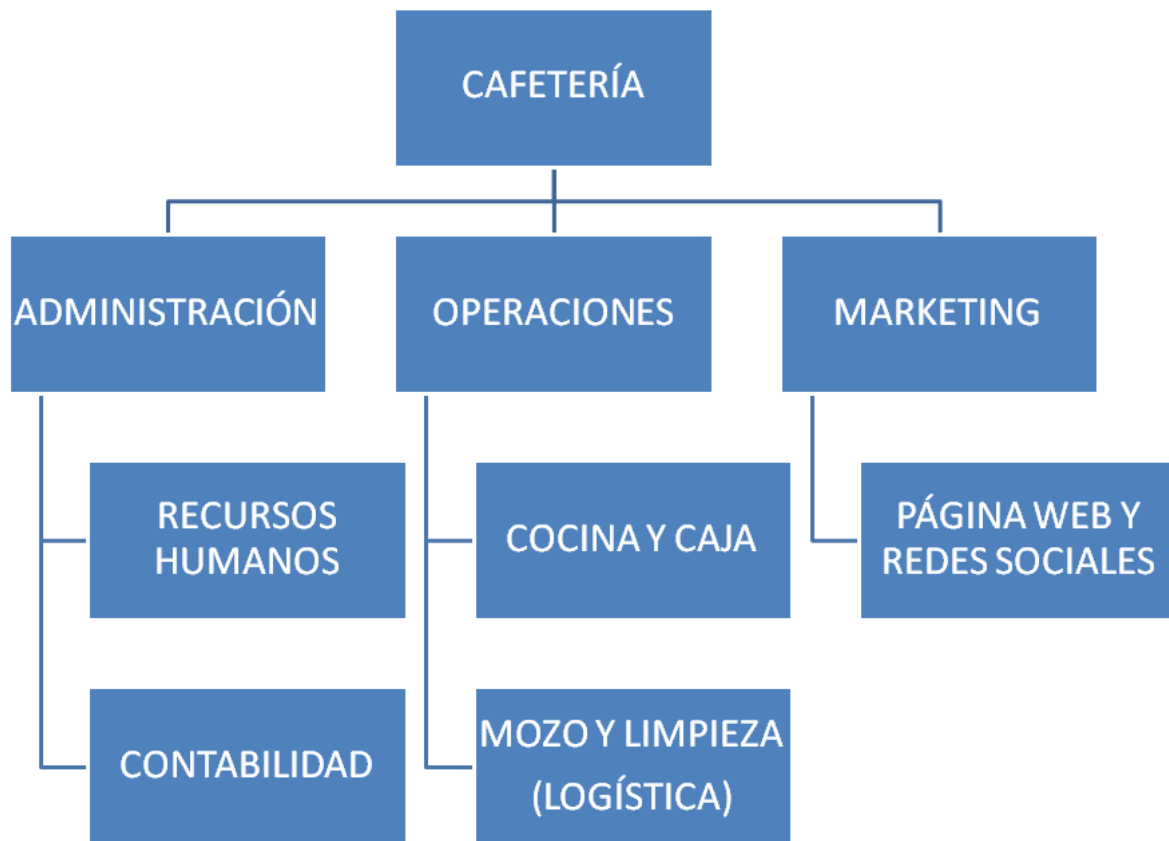 CAFETERÍA
ADMINISTRACIÓN
OPERACIONES
MARKETING
RECURSOS
HUMANOS
COCINA Y CAJA
PÁGINA WEB Y
REDES SOCIALES
CONTABILIDAD
MOZO Y LIMPIEZA
(LOGÍSTICA)